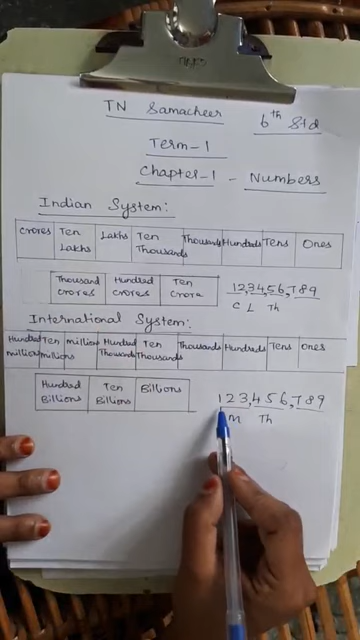 TN Samacheer 6th Std
Term-1
Chapter-1 - Numbers
Indian System:
Crores Ten Lakhs Lakhs Ten Thousands Thousands Hundreds Tens Ones
Thousand Crores Hundred Crores Ten Crore
12,34,56,789
C L Th
International System:
Hundred millions Ten millions millions Hundred Thousands Ten Thousands Thousands Hundreds Tens Ones
Hundred Billions Ten Billions Billions
123,456,789
M Th